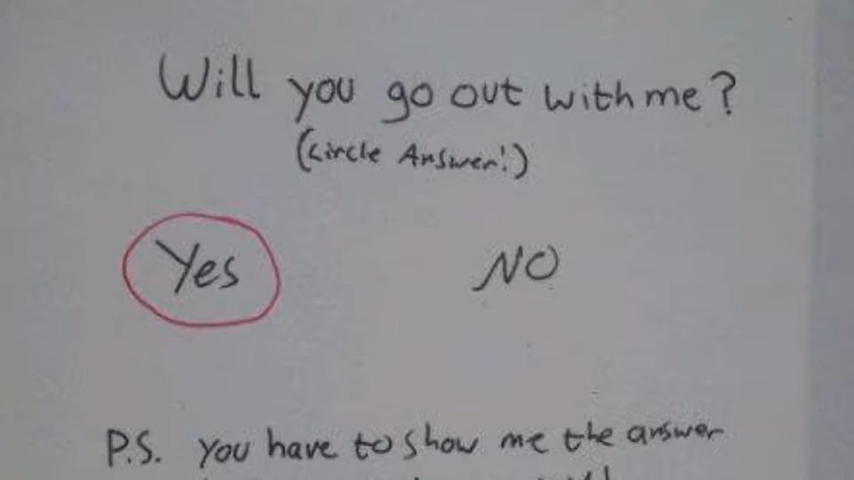 Will you go out with me?
(Circle Answer!)
Yes NO
P.S. you have to show me the answer